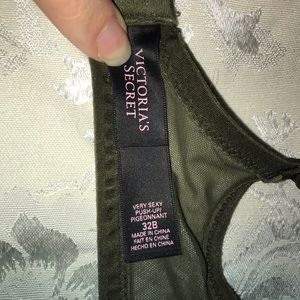 VICTORIA'S
SECRET
VERY SEXY
PUSH-UP/
PIGEONNANT
32B
MADE IN CHINA
FAIT EN CHINE
HECHO EN CHINA